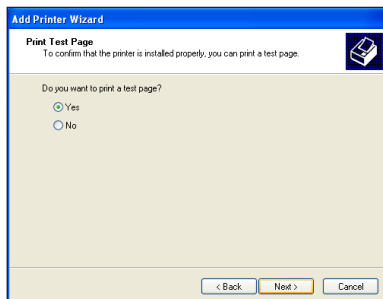 Add Printer Wizard
Print Test Page
To confirm that the printer is installed properly, you can print a test page.
Do you want to print a test page?
Yes
No
< Back Next > Cancel